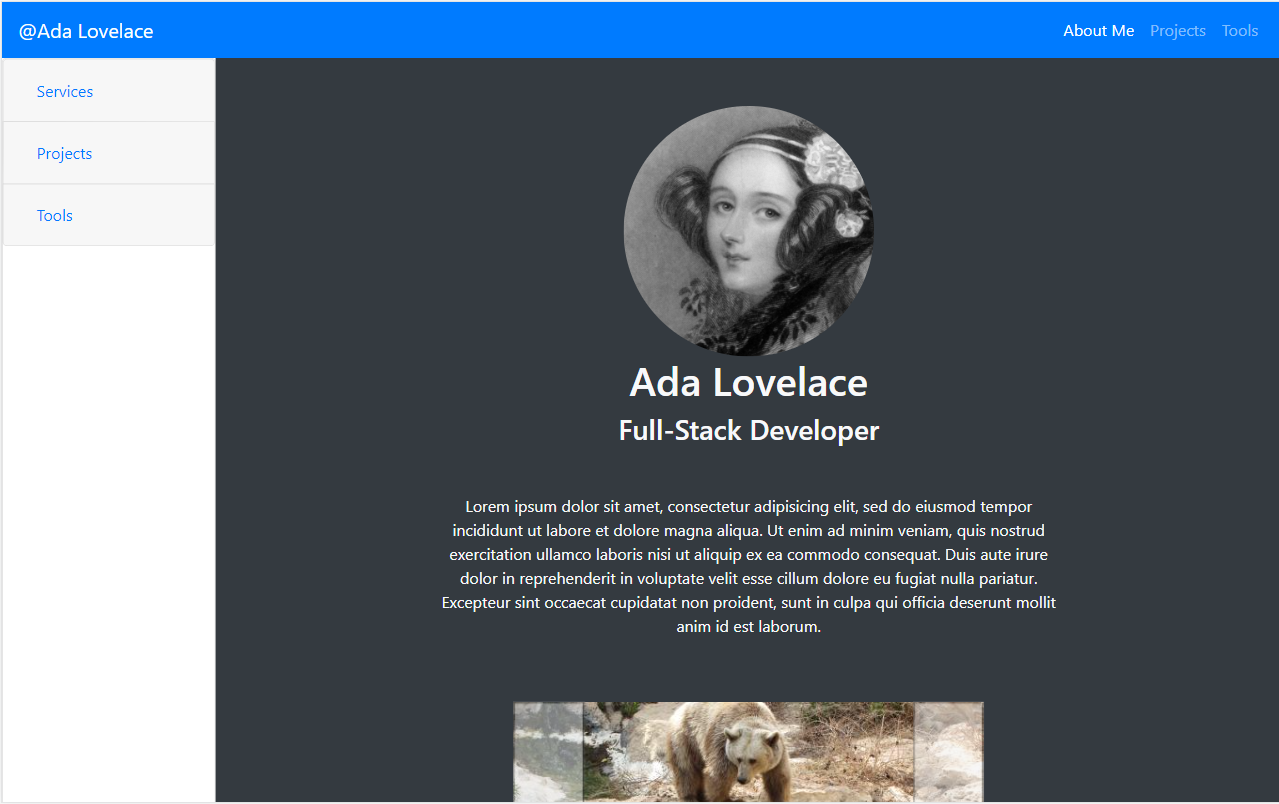 @Ada Lovelace
About Me Projects Tools
Services
Projects
Tools
Ada Lovelace
Full-Stack Developer
Lorem ipsum dolor sit amet, consectetur adipisicing elit, sed do eiusmod tempor
incididunt ut labore et dolore magna aliqua. Ut enim ad minim veniam, quis nostrud
exercitation ullamco laboris nisi ut aliquip ex ea commodo consequat. Duis aute irure
dolor in reprehenderit in voluptate velit esse cillum dolore eu fugiat nulla pariatur.
Excepteur sint occaecat cupidatat non proident, sunt in culpa qui officia deserunt mollit
anim id est laborum.